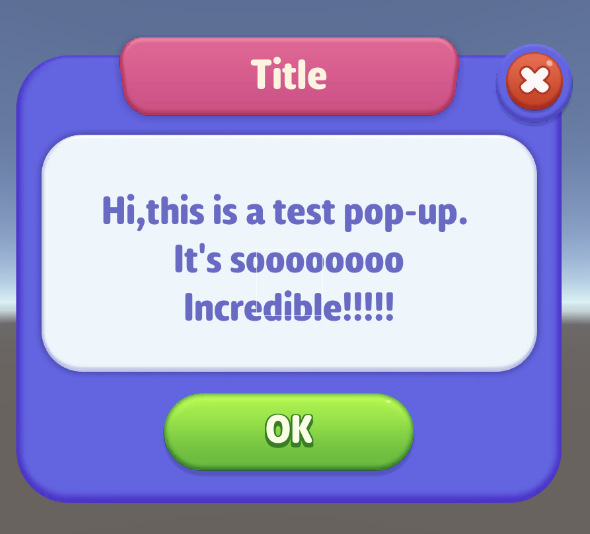 Title
Hi,this is a test pop-up.
It's soooooooo
Incredible!!!!!
OK